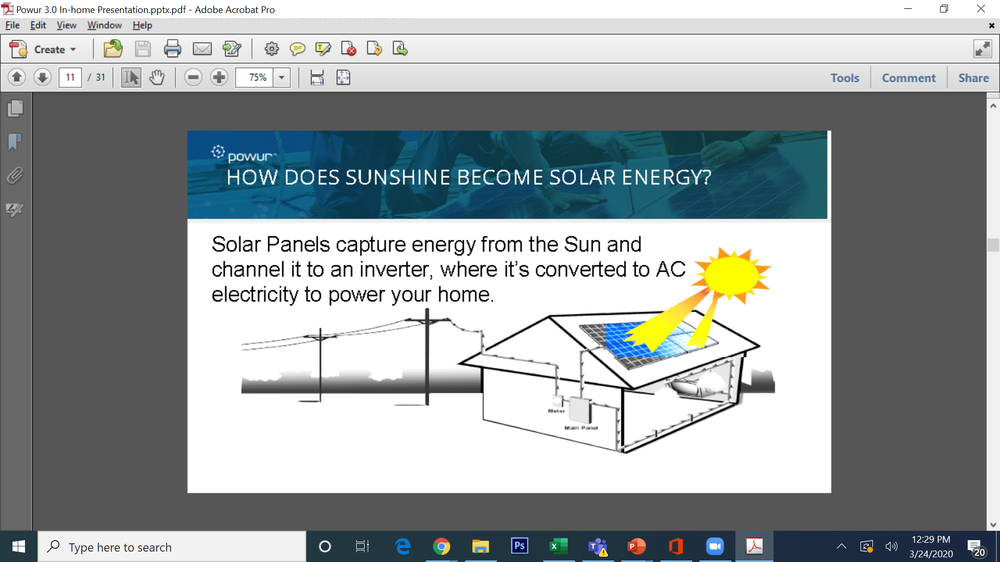 Powur 3.0 In-home Presentation.pptx.pdf - Adobe Acrobat Pro
File Edit View Window Help
Create
11 / 31 75% Tools Comment Share
powur™
HOW DOES SUNSHINE BECOME SOLAR ENERGY?
Solar Panels capture energy from the Sun and
channel it to an inverter, where it’s converted to AC
electricity to power your home.
Meter
Main Panel
Type here to search
12:29 PM
3/24/2020
20